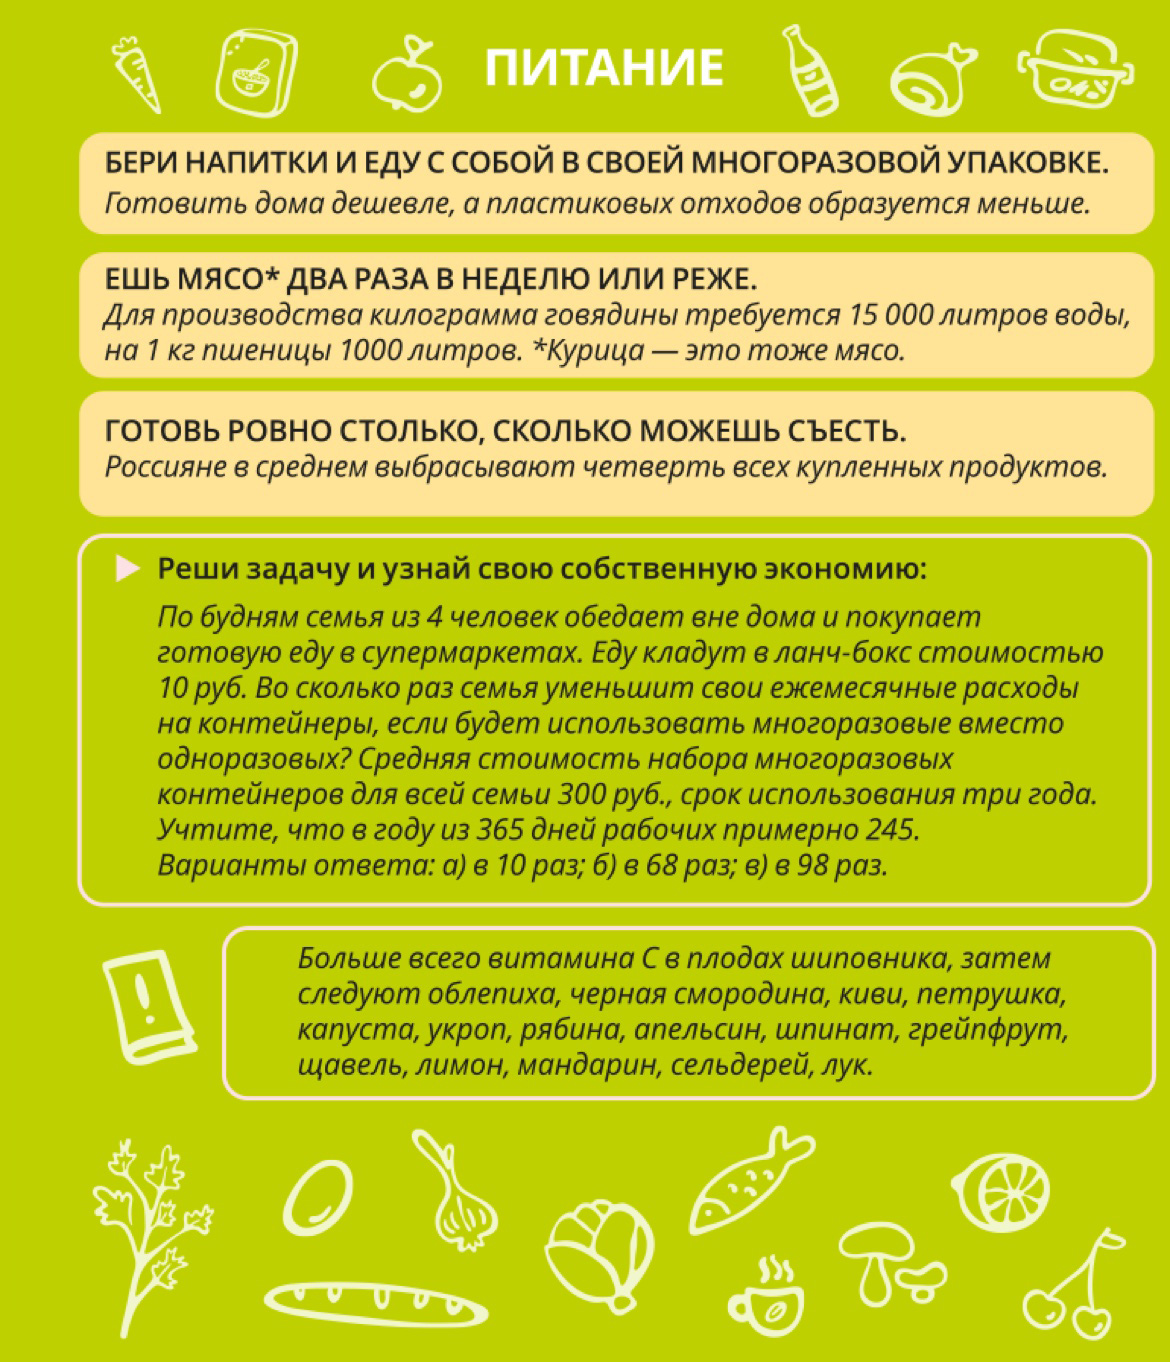 ПИТАНИЕ
БЕРИ НАПИТКИ И ЕДУ С СОБОЙ В СВОЕЙ МНОГОРАЗОВОЙ УПАКОВКЕ.
Готовить дома дешевле, а пластиковых отходов образуется меньше.
ЕШЬ МЯСО* ДВА РАЗА В НЕДЕЛЮ ИЛИ РЕЖЕ.
Для производства килограмма говядины требуется 15 000 литров воды,
на 1 кг пшеницы 1000 литров. *Курица — это тоже мясо.
ГОТОВЬ РОВНО СТОЛЬКО, СКОЛЬКО МОЖЕШЬ СЪЕСТЬ.
Россияне в среднем выбрасывают четверть всех купленных продуктов.
Реши задачу и узнай свою собственную экономию:
По будням семья из 4 человек обедает вне дома и покупает
готовую еду в супермаркетах. Еду кладут в ланч-бокс стоимостью
10 руб. Во сколько раз семья уменьшит свои ежемесячные расходы
на контейнеры, если будет использовать многоразовые вместо
одноразовых? Средняя стоимость набора многоразовых
контейнеров для всей семьи 300 руб., срок использования три года.
Учтите, что в году из 365 дней рабочих примерно 245.
Варианты ответа: а) в 10 раз; б) в 68 раз; в) в 98 раз.
Больше всего витамина С в плодах шиповника, затем
следуют облепиха, черная смородина, киви, петрушка,
капуста, укроп, рябина, апельсин, шпинат, грейпфрут,
щавель, лимон, мандарин, сельдерей, лук.